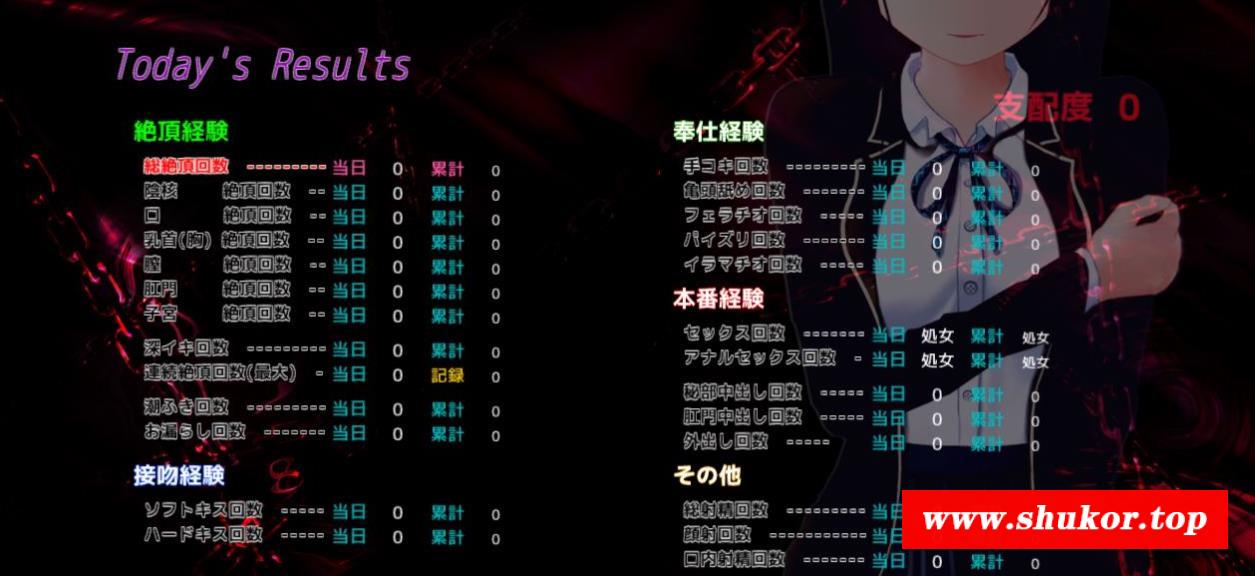 Today's Results
支配度 0
絶頂経験
総絶頂回数 --------- 当日 0 累計 0
陰核 絶頂回数 -- 当日 0 累計 0
口 絶頂回数 -- 当日 0 累計 0
乳首(胸) 絶頂回数 -- 当日 0 累計 0
膣 絶頂回数 -- 当日 0 累計 0
肛門 絶頂回数 -- 当日 0 累計 0
子宮 絶頂回数 -- 当日 0 累計 0
深イキ回数 --------- 当日 0 累計 0
連続絶頂回数(最大) - 当日 0 記録 0
潮ふき回数 --------- 当日 0 累計 0
お漏らし回数 ------- 当日 0 累計 0
接吻経験
ソフトキス回数 ----- 当日 0 累計 0
ハードキス回数 ----- 当日 0 累計 0
奉仕経験
手コキ回数 --------- 当日 0 累計 0
亀頭舐め回数 ------- 当日 0 累計 0
フェラチオ回数 ----- 当日 0 累計 0
パイズリ回数 ------- 当日 0 累計 0
イラマチオ回数 ----- 当日 0 累計 0
本番経験
セックス回数 ------- 当日 処女 累計 処女
アナルセックス回数 - 当日 処女 累計 処女
秘部中出し回数 ----- 当日 0 累計 0
肛門中出し回数 ----- 当日 0 累計 0
外出し回数 ----- 当日 0 累計 0
その他
総射精回数 --------- 当日
顔射回数 ----------- 当日
口内射精回数 ------- 当日 0 累計 0
www.shukor.top